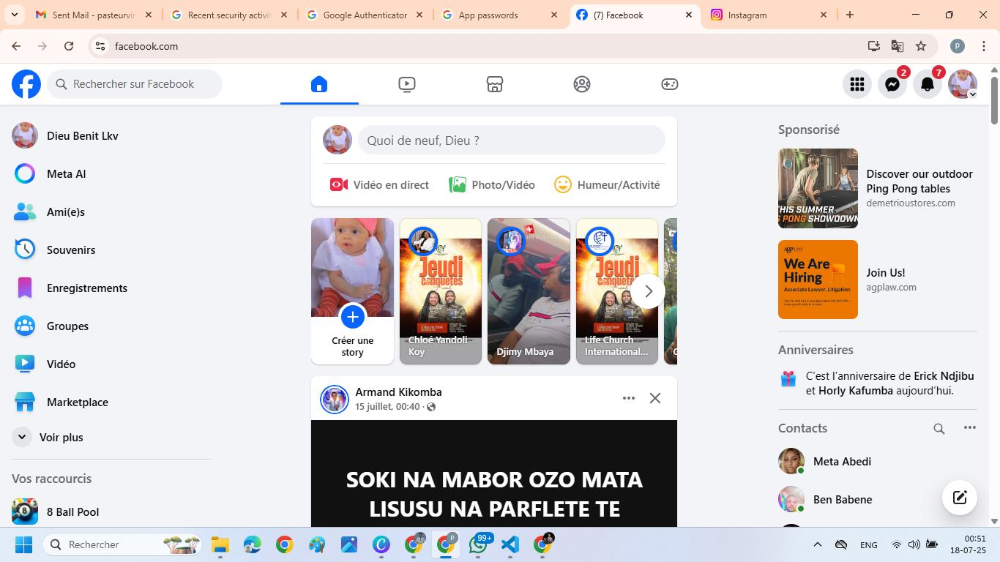 Sent Mail - pasteurvin
Recent security activit
Google Authenticator
App passwords
(7) Facebook
Instagram
facebook.com
p
Rechercher sur Facebook
2
7
Dieu Benit Lkv
Meta AI
Ami(e)s
Souvenirs
Enregistrements
Groupes
Vidéo
Marketplace
Voir plus
Vos raccourcis
8 Ball Pool
Quoi de neuf, Dieu ?
Vidéo en direct
Photo/Vidéo
Humeur/Activité
Créer une
story
Jeudi
conquêtes
Chloé Yandoli
Koy
Djimy Mbaya
Jeudi
conquêtes
Life Church
International...
Armand Kikomba
15 juillet, 00:40
SOKI NA MABOR OZO MATA
LISUSU NA PARFLETE TE
Sponsorisé
THIS SUMMER
PONG SHOWDOWN
Discover our outdoor
Ping Pong tables
demetrioustores.com
AGP LAW
We Are
Hiring
Associate Lawyer, Litigation
Join Us!
agplaw.com
Anniversaires
C’est l’anniversaire de Erick Ndjibu
et Horly Kafumba aujourd’hui.
Contacts
Meta Abedi
Ben Babene
Rechercher
99+
ENG
00:51
18-07-25